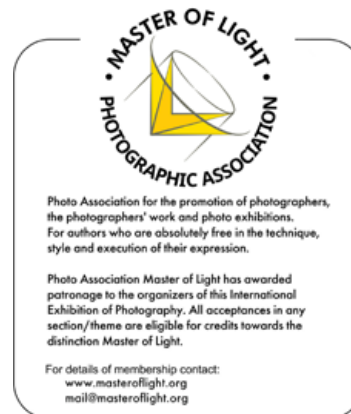 • MASTER OF LIGHT •
PHOTOGRAPHIC ASSOCIATION
Photo Association for the promotion of photographers,
the photographers' work and photo exhibitions.
For authors who are absolutely free in the technique,
style and execution of their expression.
Photo Association Master of Light has awarded
patronage to the organizers of this International
Exhibition of Photography. All acceptances in any
section/theme are eligible for credits towards the
distinction Master of Light.
For details of membership contact:
www.masteroflight.org
mail@masteroflight.org